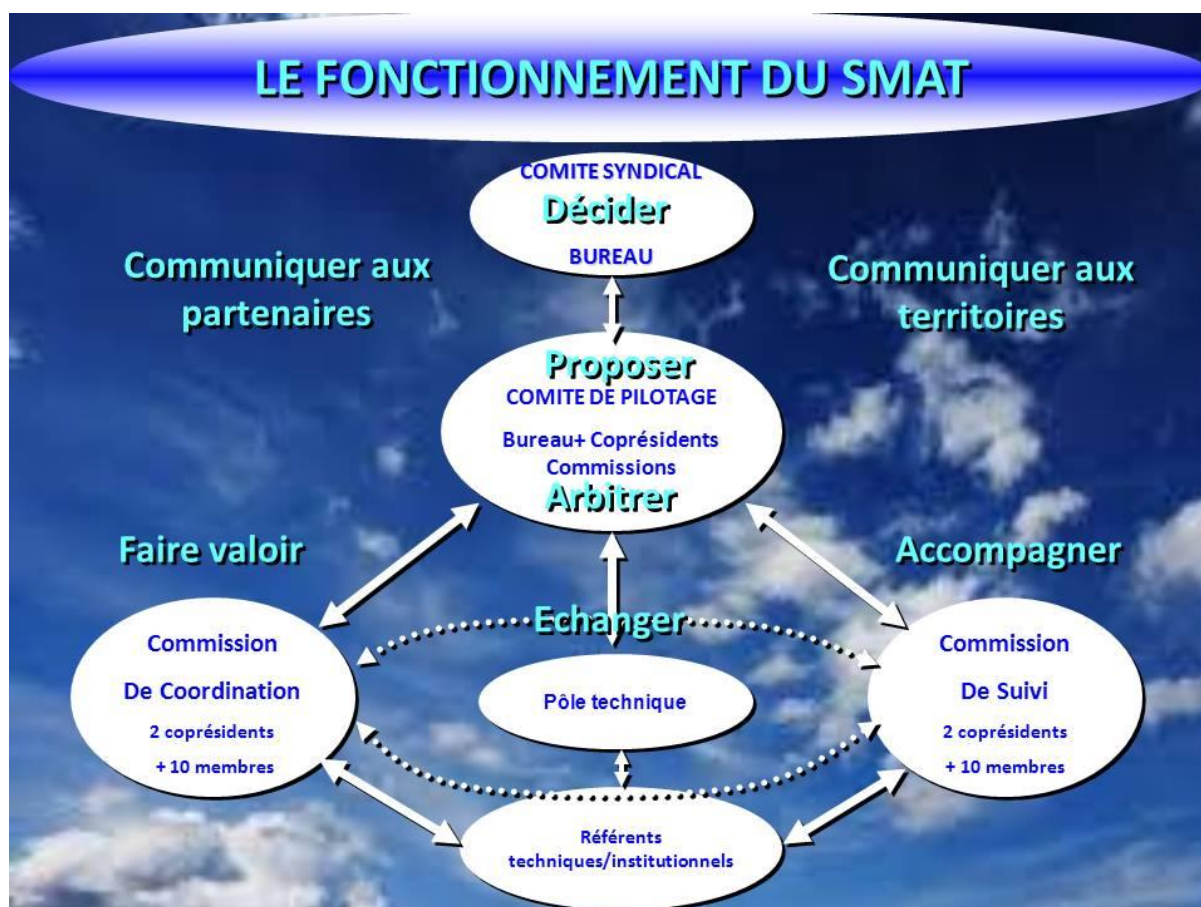 LE FONCTIONNEMENT DU SMAT
COMITE SYNDICAL
Décider
BUREAU
Communiquer aux
partenaires
Communiquer aux
territoires
Proposer
COMITE DE PILOTAGE
Bureau+ Coprésidents
Commissions
Arbitrer
Faire valoir
Accompagner
Echanger
Commission
De Coordination
2 coprésidents
+ 10 membres
Pôle technique
Commission
De Suivi
2 coprésidents
+ 10 membres
Référents
techniques/institutionnels